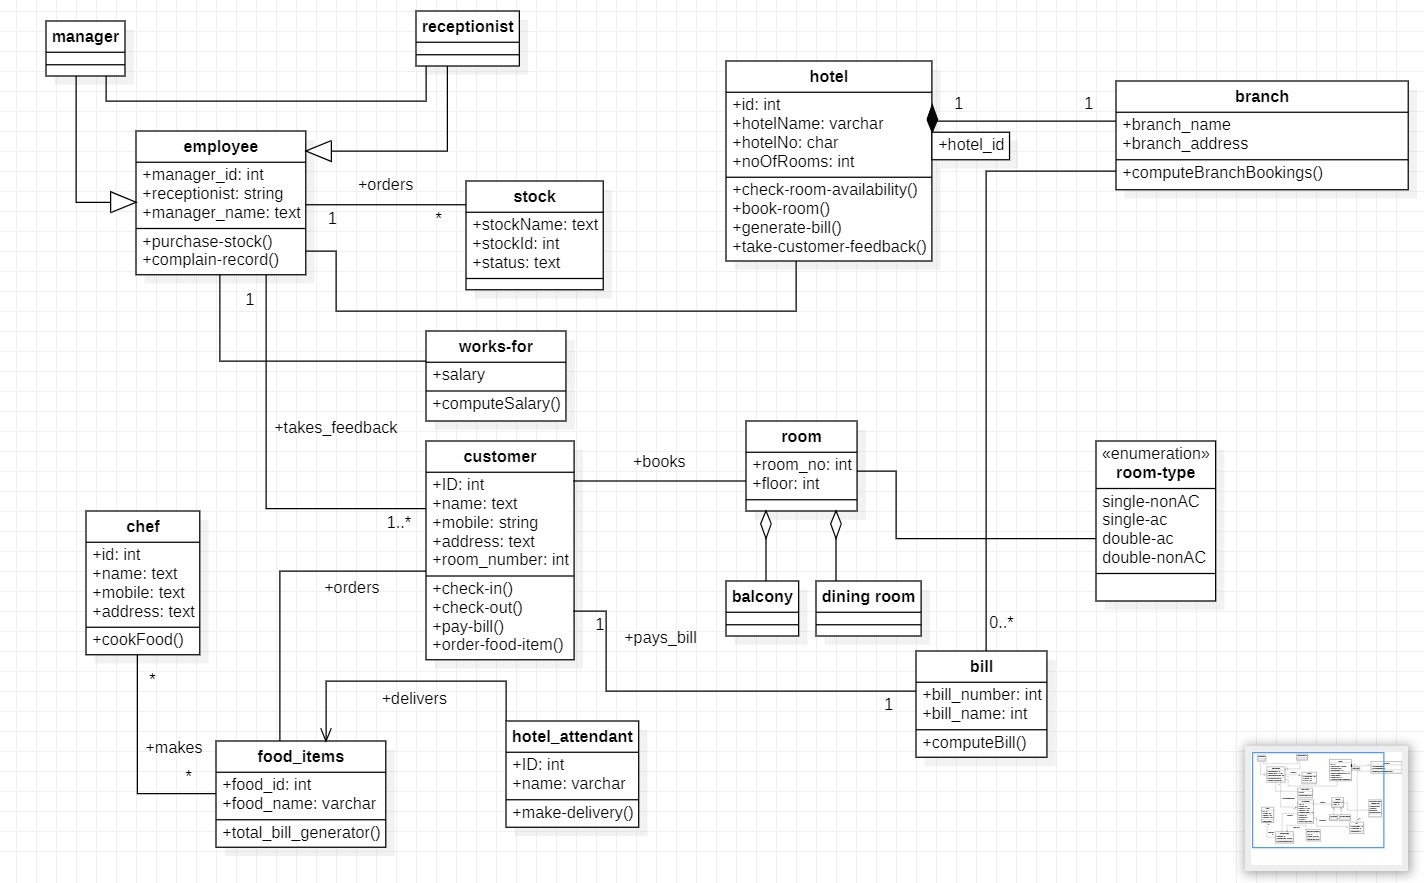 manager
receptionist
employee
+manager_id: int
+receptionist: string
+manager_name: text
+purchase-stock()
+complain-record()
+orders
1
*
stock
+stockName: text
+stockId: int
+status: text
hotel
+id: int
+hotelName: varchar
+hotelNo: char
+noOfRooms: int
+check-room-availability()
+book-room()
+generate-bill()
+take-customer-feedback()
1
1
+hotel_id
branch
+branch_name
+branch_address
+computeBranchBookings()
1
works-for
+salary
+computeSalary()
+takes_feedback
1..*
customer
+ID: int
+name: text
+mobile: string
+address: text
+room_number: int
+check-in()
+check-out()
+pay-bill()
+order-food-item()
+books
room
+room_no: int
+floor: int
balcony
dining room
«enumeration»
room-type
single-nonAC
single-ac
double-ac
double-nonAC
chef
+id: int
+name: text
+mobile: text
+address: text
+cookFood()
+orders
1
+pays_bill
1
0..*
bill
+bill_number: int
+bill_name: int
+computeBill()
*
+makes
*
+delivers
food_items
+food_id: int
+food_name: varchar
+total_bill_generator()
hotel_attendant
+ID: int
+name: varchar
+make-delivery()